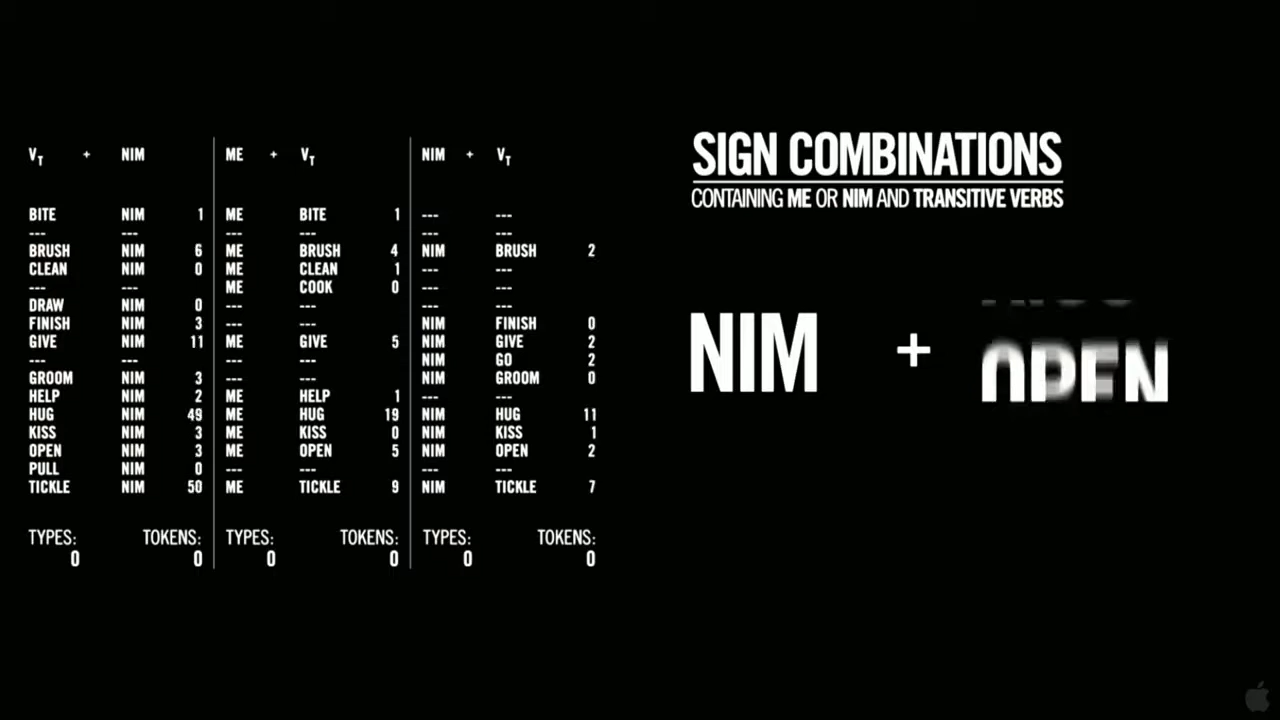 V_T + NIM ME + V_T NIM + V_T
BITE NIM 1 ME BITE 1 --- ---
--- --- --- --- --- ---
BRUSH NIM 6 ME BRUSH 4 NIM BRUSH 2
CLEAN NIM 0 ME CLEAN 1 --- ---
--- --- ME COOK 0 --- ---
DRAW NIM 0 --- --- --- ---
FINISH NIM 3 --- --- NIM FINISH 0
GIVE NIM 11 ME GIVE 5 NIM GIVE 2
--- --- --- --- NIM GO 2
GROOM NIM 3 --- --- NIM GROOM 0
HELP NIM 2 ME HELP 1 --- ---
HUG NIM 49 ME HUG 19 NIM HUG 11
KISS NIM 3 ME KISS 0 NIM KISS 1
OPEN NIM 3 ME OPEN 5 NIM OPEN 2
PULL NIM 0 --- --- --- ---
TICKLE NIM 50 ME TICKLE 9 NIM TICKLE 7
TYPES: TOKENS: TYPES: TOKENS: TYPES: TOKENS:
0 0 0 0 0 0
SIGN COMBINATIONS
CONTAINING ME OR NIM AND TRANSITIVE VERBS
NIM + OPEN